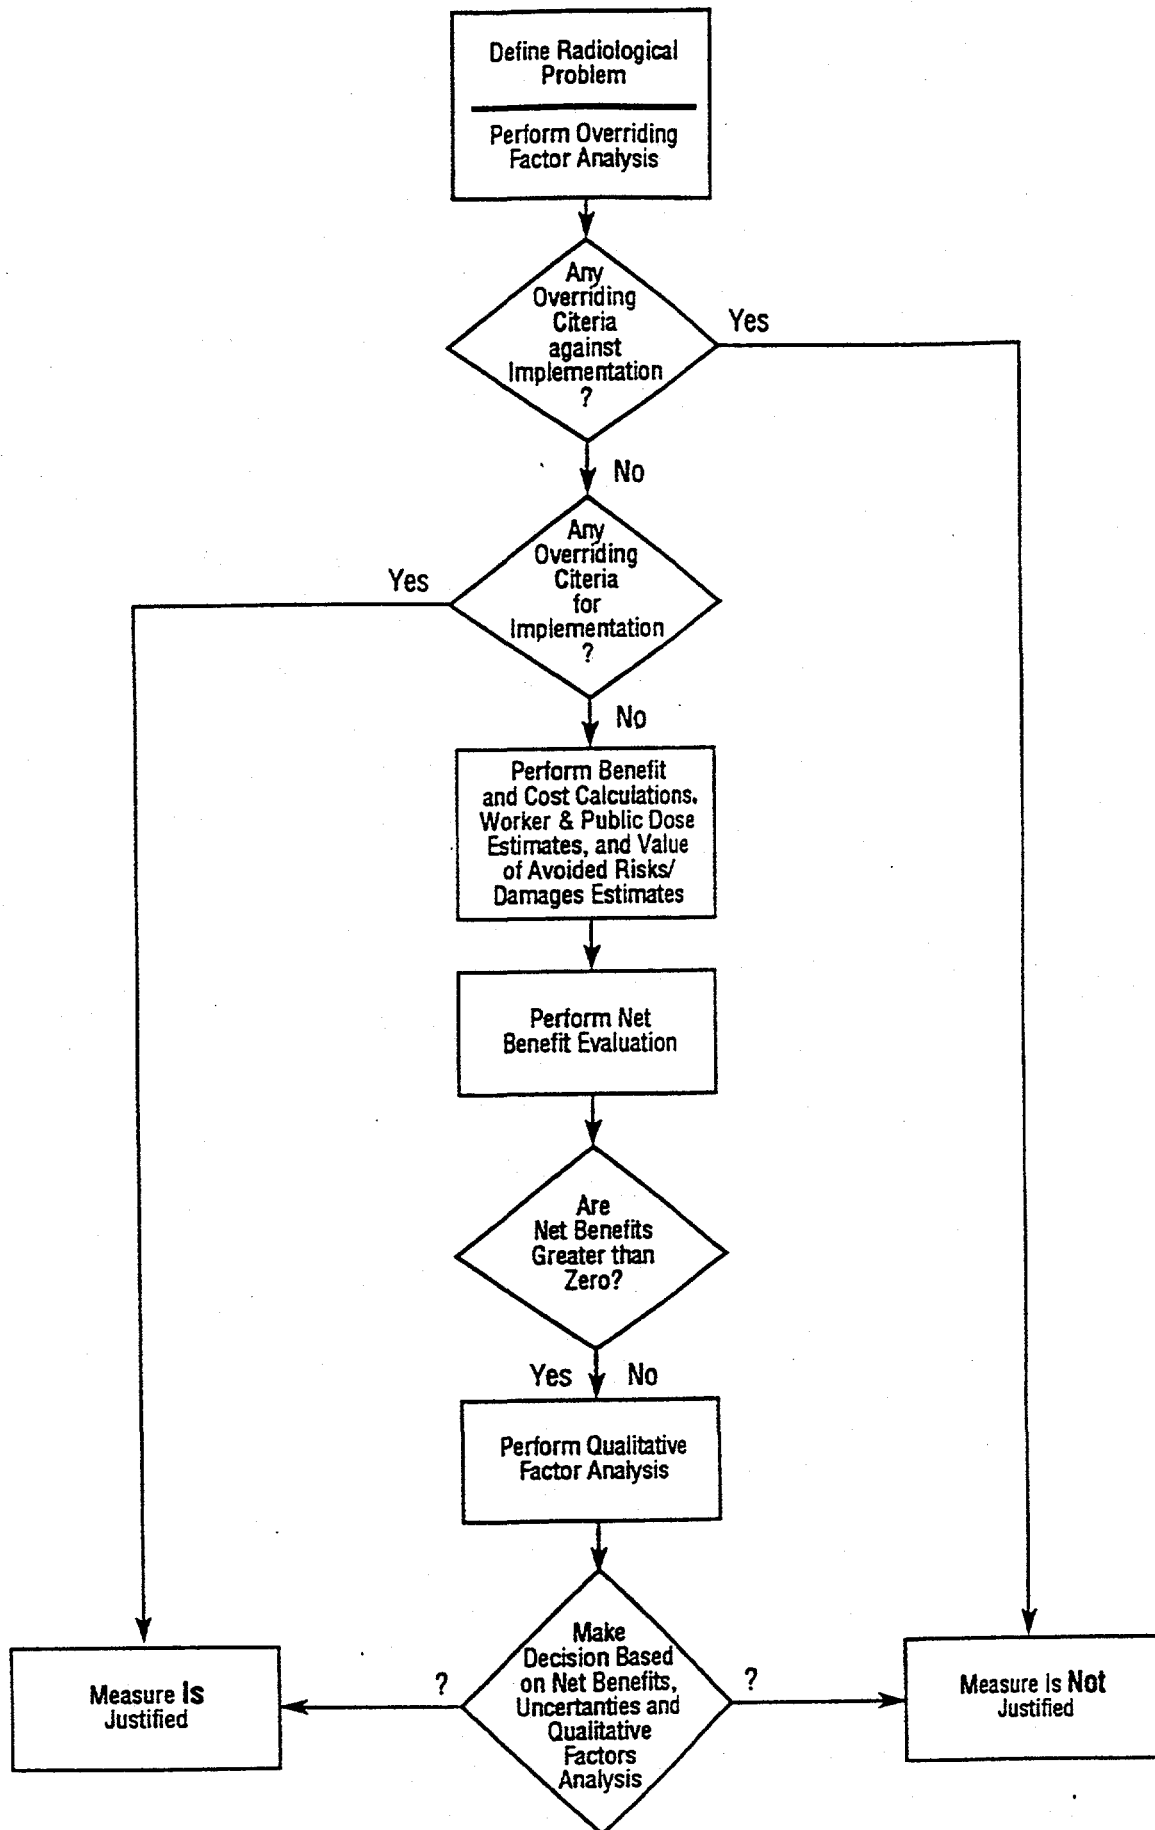 Define Radiological
Problem
Perform Overriding
Factor Analysis
Any
Overriding
Citeria
against
Implementation
?
Yes
No
Any
Overriding
Citeria
for
Implementation
?
Yes
No
Perform Benefit
and Cost Calculations.
Worker & Public Dose
Estimates, and Value
of Avoided Risks/
Damages Estimates
Perform Net
Benefit Evaluation
Are
Net Benefits
Greater than
Zero?
Yes No
Perform Qualitative
Factor Analysis
Make
Decision Based
on Net Benefits,
Uncertanties and
Qualitative
Factors
Analysis
?
?
Measure Is
Justified
Measure Is Not
Justified